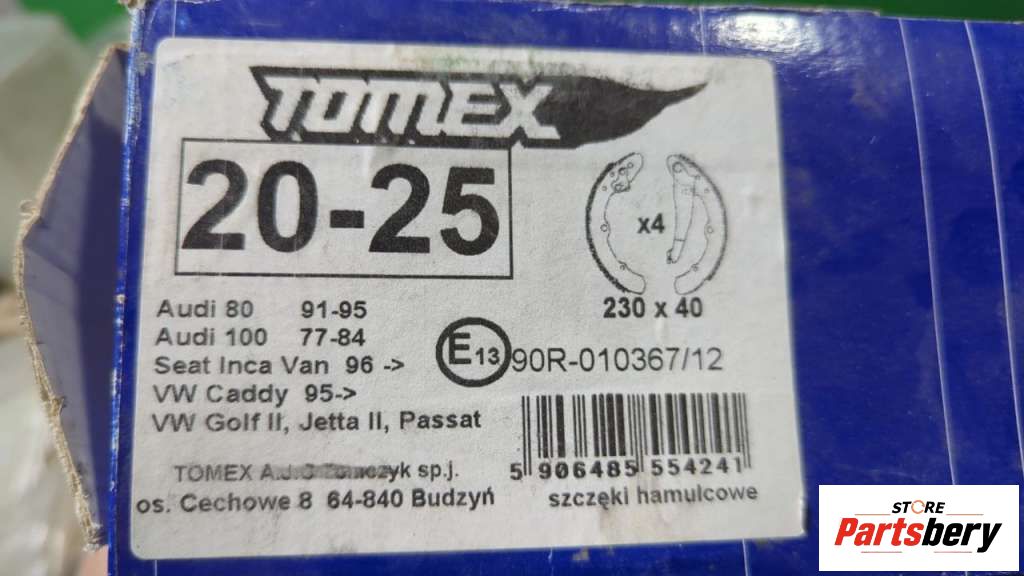 TOMEX
20-25
x4
230 x 40
Audi 80 91-95
Audi 100 77-84
Seat Inca Van 96 ->
VW Caddy 95->
VW Golf II, Jetta II, Passat
E13 90R-010367/12
TOMEX sp.j.
os. Cechowe 8 64-840 Budzyń
5 906485 554241
szczęki hamulcowe
STORE
Partsbery